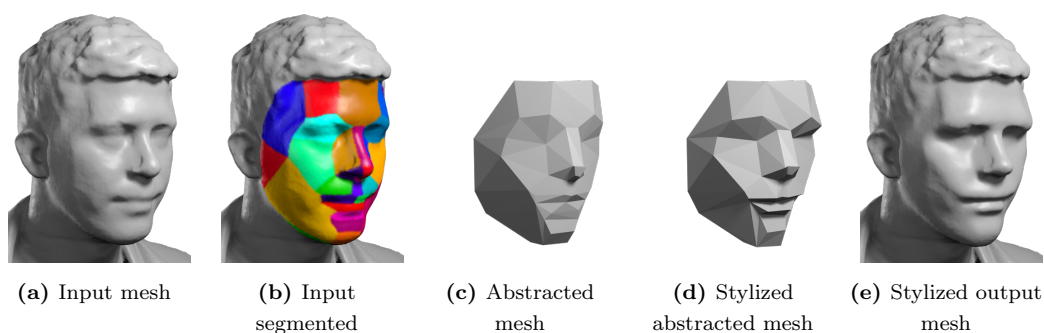 (a) Input mesh
(b) Input
segmented
(c) Abstracted
mesh
(d) Stylized
abstracted mesh
(e) Stylized output
mesh